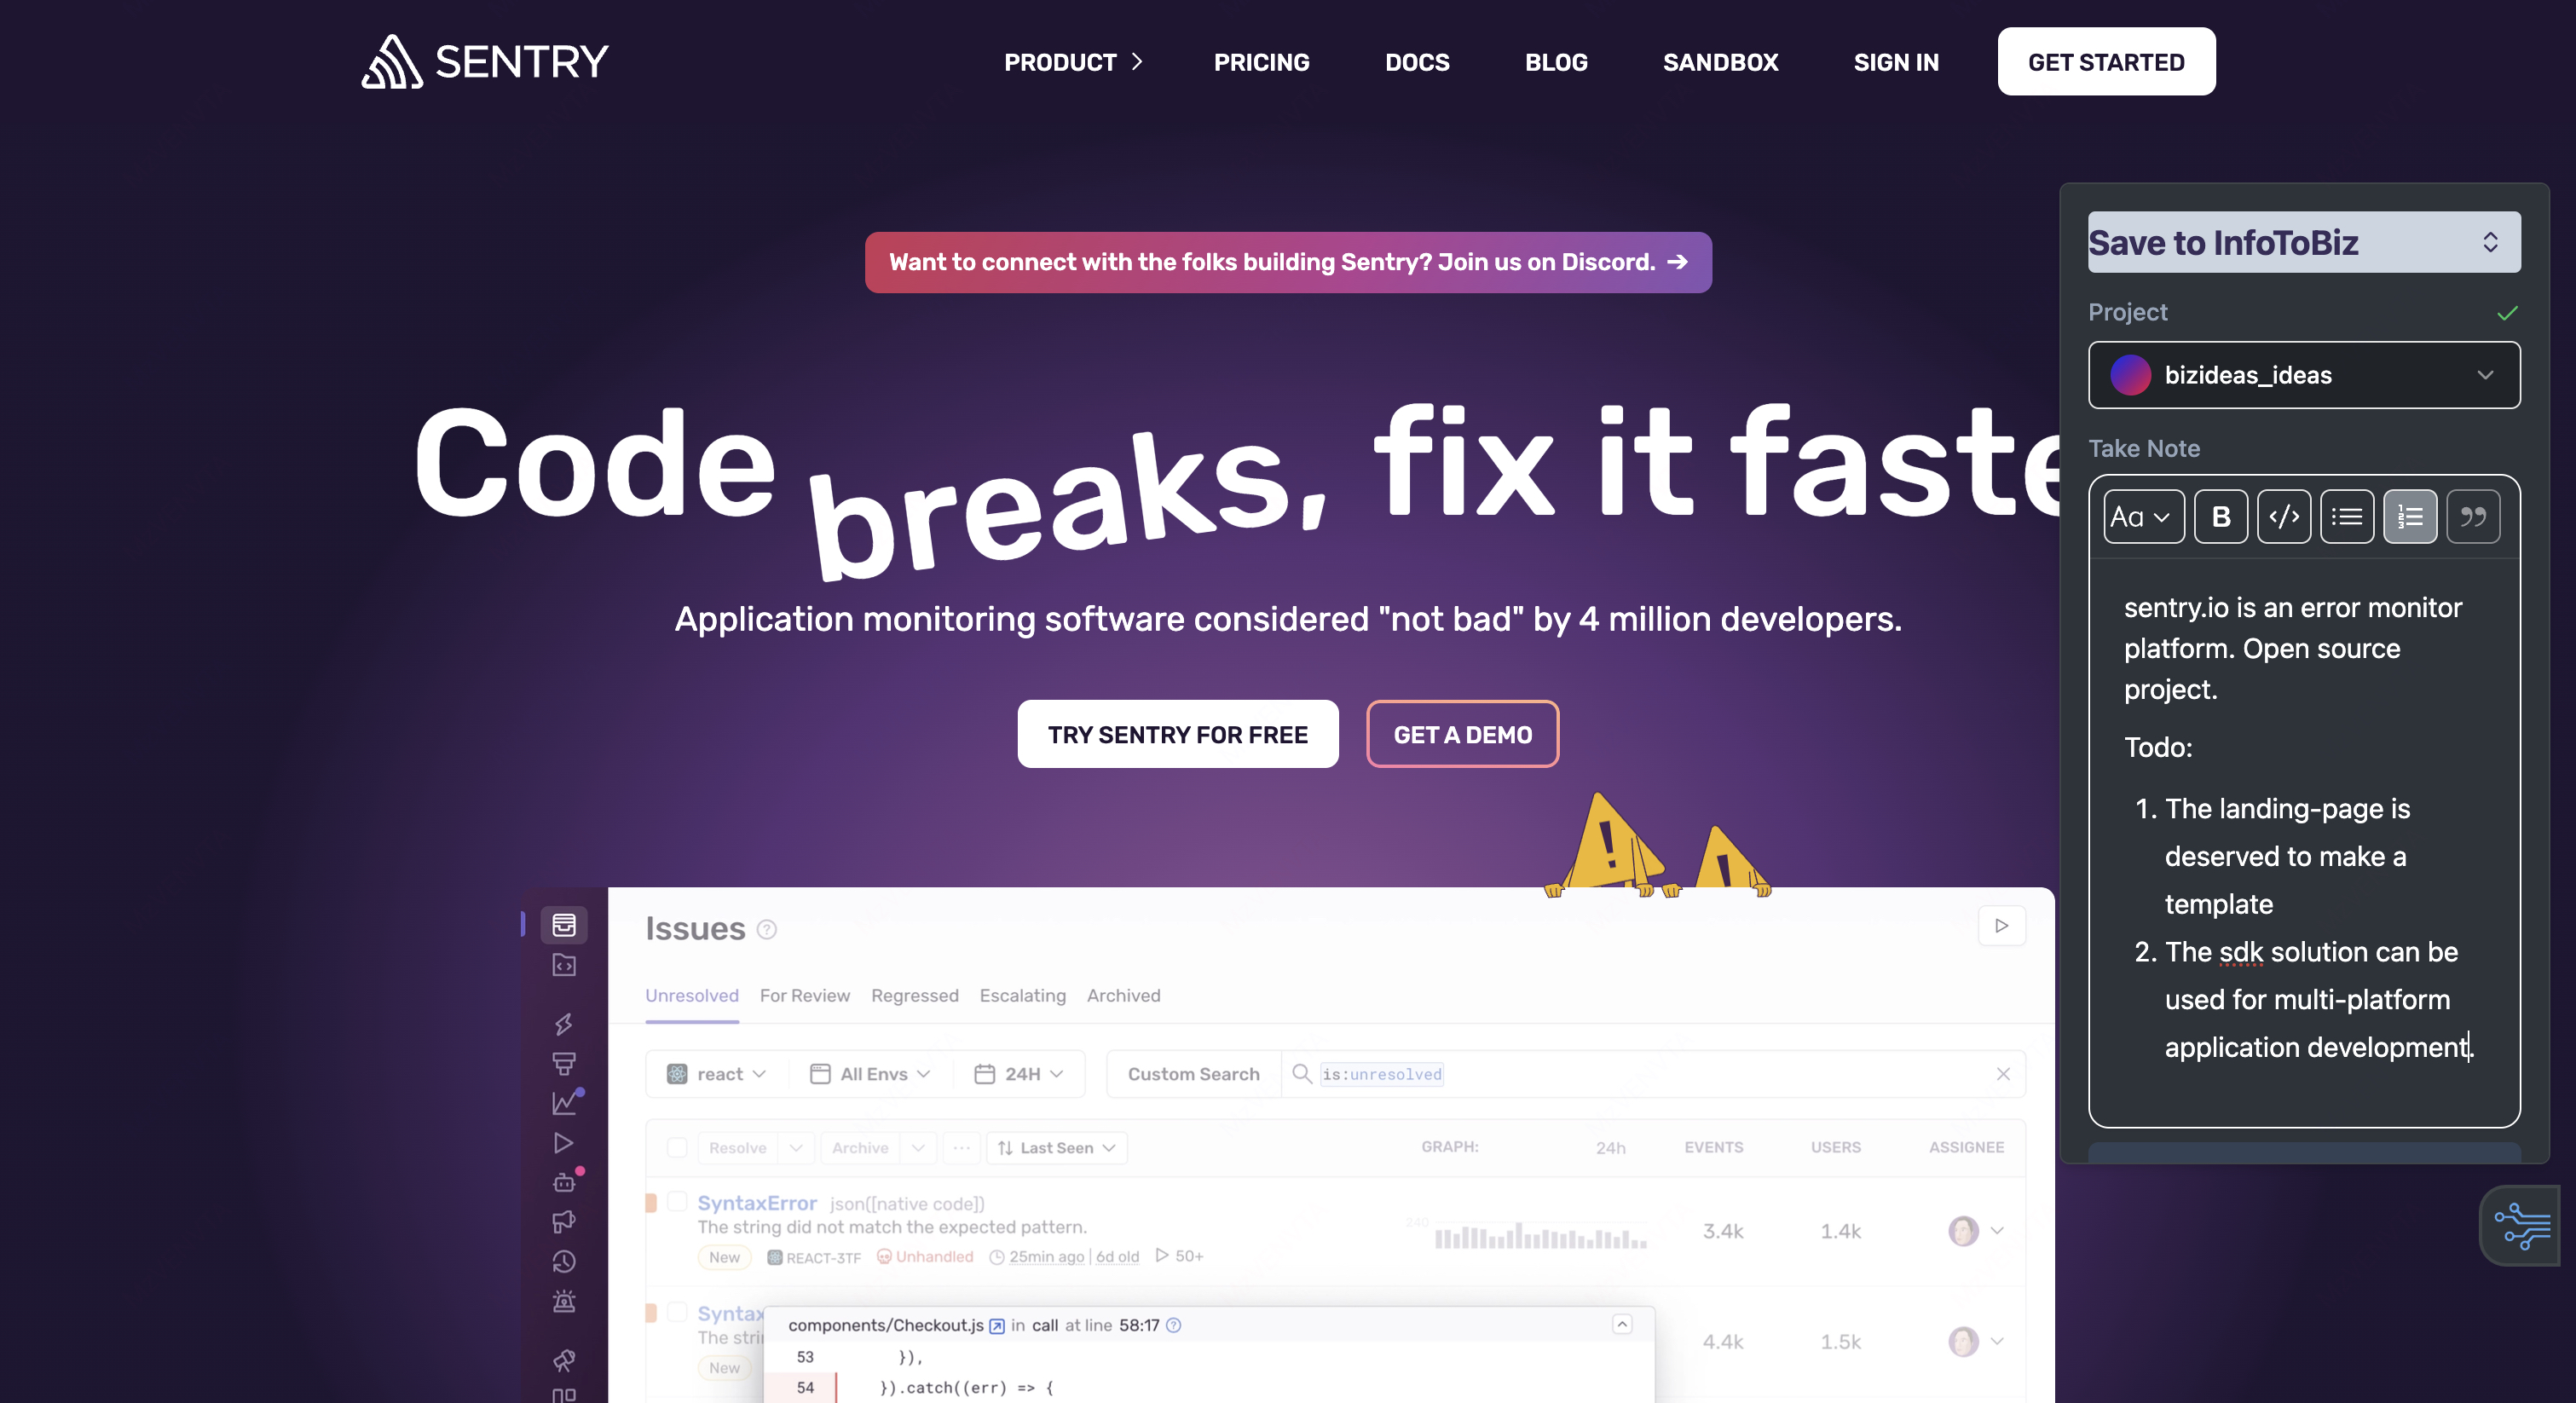 SENTRY
PRODUCT
PRICING
DOCS
BLOG
SANDBOX
SIGN IN
GET STARTED
Want to connect with the folks building Sentry? Join us on Discord. →
Code breaks, fix it faste
Application monitoring software considered "not bad" by 4 million developers.
TRY SENTRY FOR FREE
GET A DEMO
Issues
Unresolved For Review Regressed Escalating Archived
react All Envs 24H Custom Search is:unresolved
Resolve Archive ... Last Seen GRAPH: 24h EVENTS USERS ASSIGNEE
SyntaxError json([native code])
The string did not match the expected pattern.
240
3.4k 1.4k
New REACT-3TF Unhandled 25min ago | 6d old 50+
Syntax
The stri
4.4k 1.5k
New
components/Checkout.js in call at line 58:17
53 }),
54 }).catch((err) => {
Save to InfoToBiz
Project
bizideas_ideas
Take Note
Aa B </>
sentry.io is an error monitor
platform. Open source
project.
Todo:
1. The landing-page is
deserved to make a
template
2. The sdk solution can be
used for multi-platform
application development.